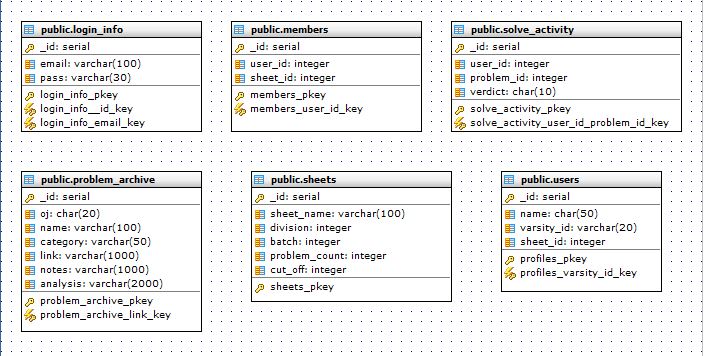 public.login_info
_id: serial
email: varchar(100)
pass: varchar(30)
login_info_pkey
login_info__id_key
login_info_email_key
public.members
_id: serial
user_id: integer
sheet_id: integer
members_pkey
members_user_id_key
public.solve_activity
_id: serial
user_id: integer
problem_id: integer
verdict: char(10)
solve_activity_pkey
solve_activity_user_id_problem_id_key
public.problem_archive
_id: serial
oj: char(20)
name: varchar(100)
category: varchar(50)
link: varchar(1000)
notes: varchar(1000)
analysis: varchar(2000)
problem_archive_pkey
problem_archive_link_key
public.sheets
_id: serial
sheet_name: varchar(100)
division: integer
batch: integer
problem_count: integer
cut_off: integer
sheets_pkey
public.users
_id: serial
name: char(50)
varsity_id: varchar(20)
sheet_id: integer
profiles_pkey
profiles_varsity_id_key